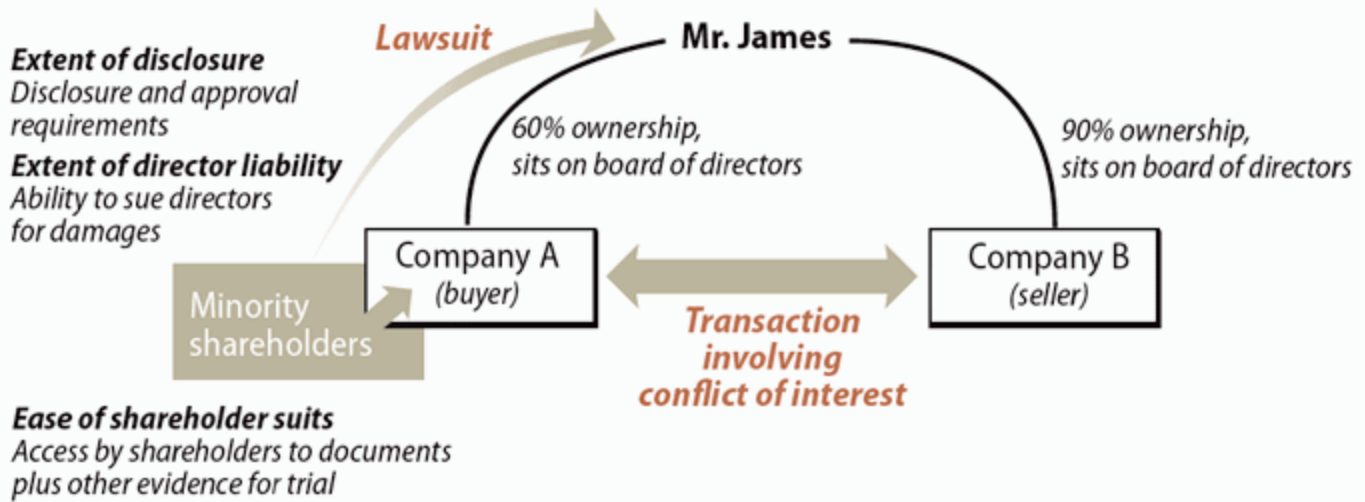 Lawsuit
Mr. James
Extent of disclosure
Disclosure and approval
requirements
Extent of director liability
Ability to sue directors
for damages
60% ownership,
sits on board of directors
90% ownership,
sits on board of directors
Company A
(buyer)
Company B
(seller)
Minority
shareholders
Transaction
involving
conflict of interest
Ease of shareholder suits
Access by shareholders to documents
plus other evidence for trial